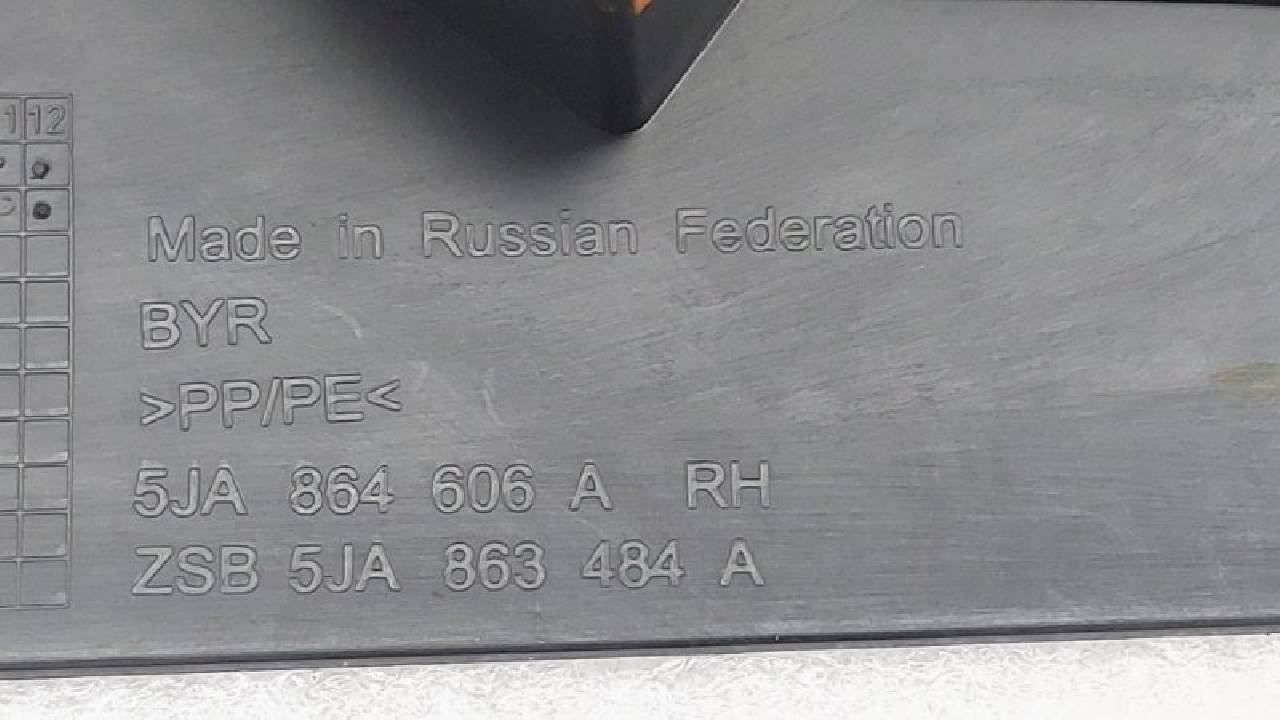 12
Made in Russian Federation
BYR
>PP/PE<
5JA 864 606 A RH
ZSB 5JA 863 484 A